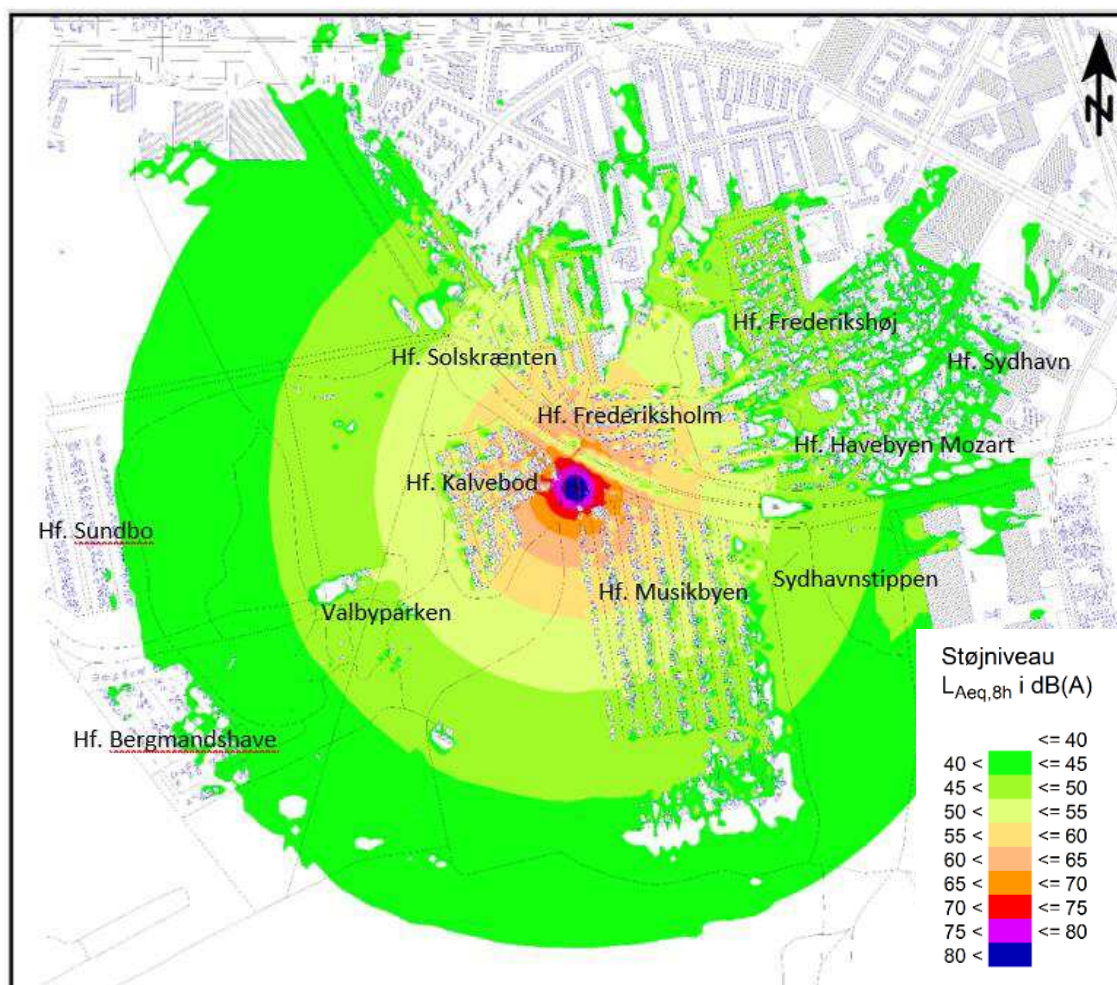 N
Hf. Frederikshøj
Hf. Solskrænten
Hf. Sydhavn
Hf. Frederiksholm
Hf. Havebyen Mozart
Hf. Kalvebod
Hf. Sundbo
Sydhavnstippen
Hf. Musikbyen
Valbyparken
Hf. Bergmandshave
Støjniveau
LAeq,8h i dB(A)
<= 40
40 < <= 45
45 < <= 50
50 < <= 55
55 < <= 60
60 < <= 65
65 < <= 70
70 < <= 75
75 < <= 80
80 <